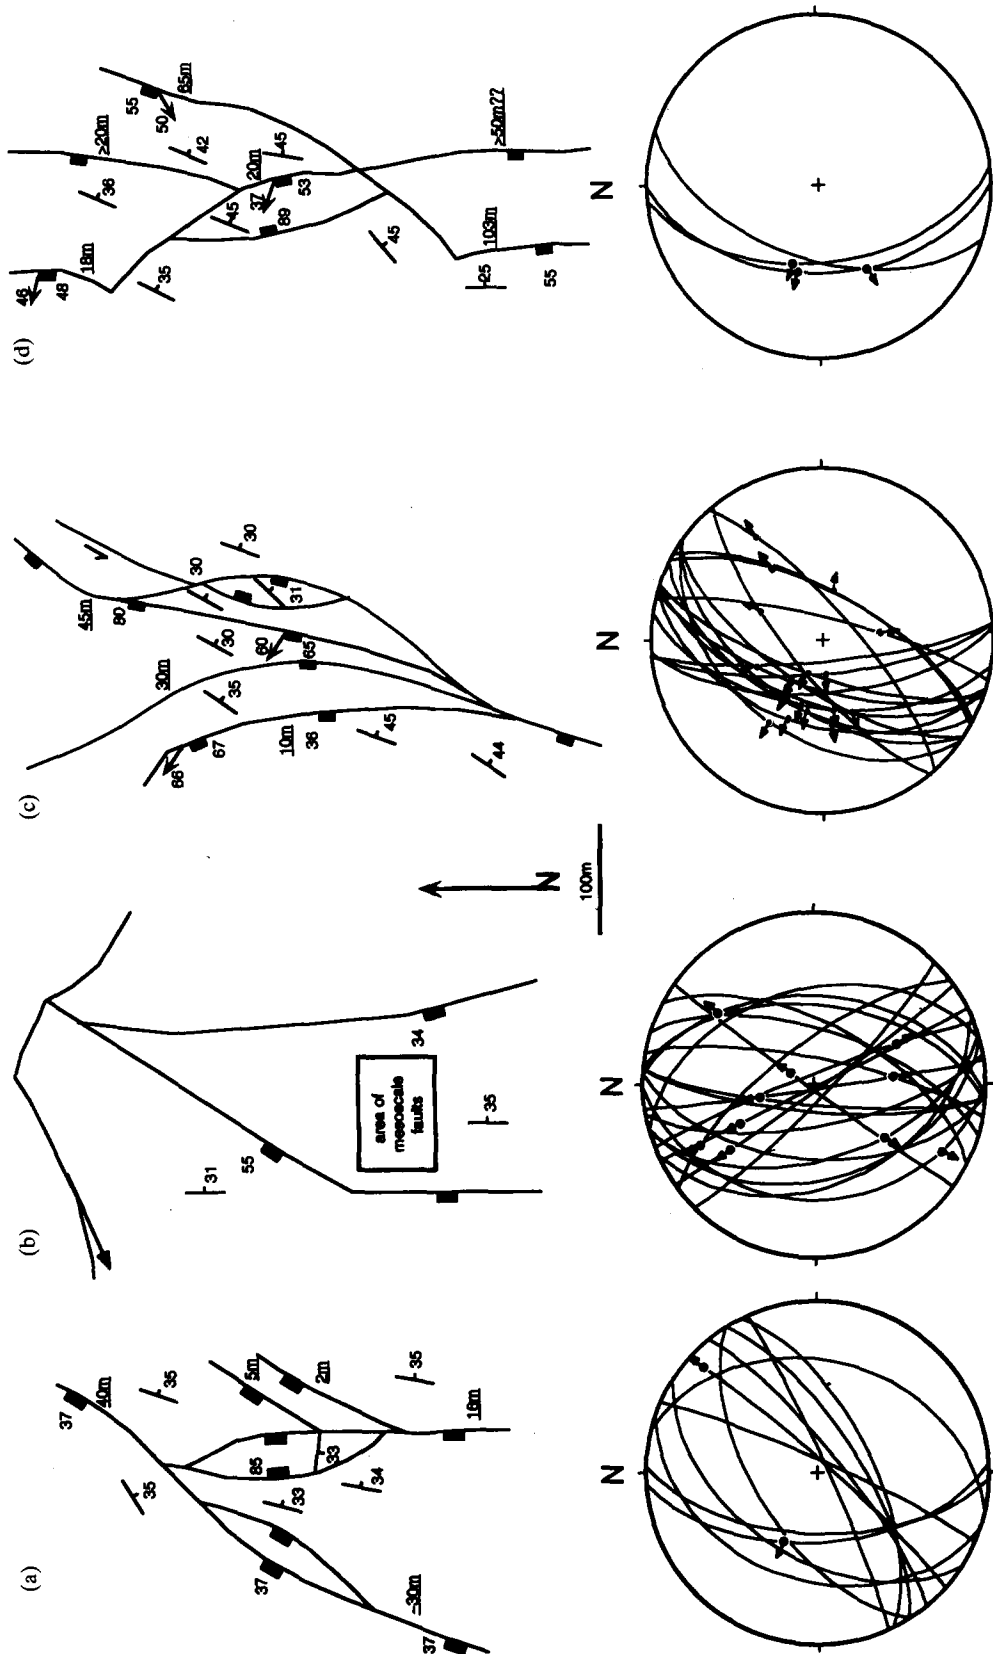 (a)
37
40m
35
35
5m
2m
35
85
33
33
34
16m
37
≃30m
37
(b)
31
55
area of
mesoscale
faults
35
34
N
100m
(c)
45m
80
30
30
30
31
30m
35
60
65
66
67
10m
36
45
44
(d)
46
48
18m
35
36
≥20m
55
50
65m
42
45
20m
45
37
53
89
45
25
103m
55
≥50m??
N
N
N
N